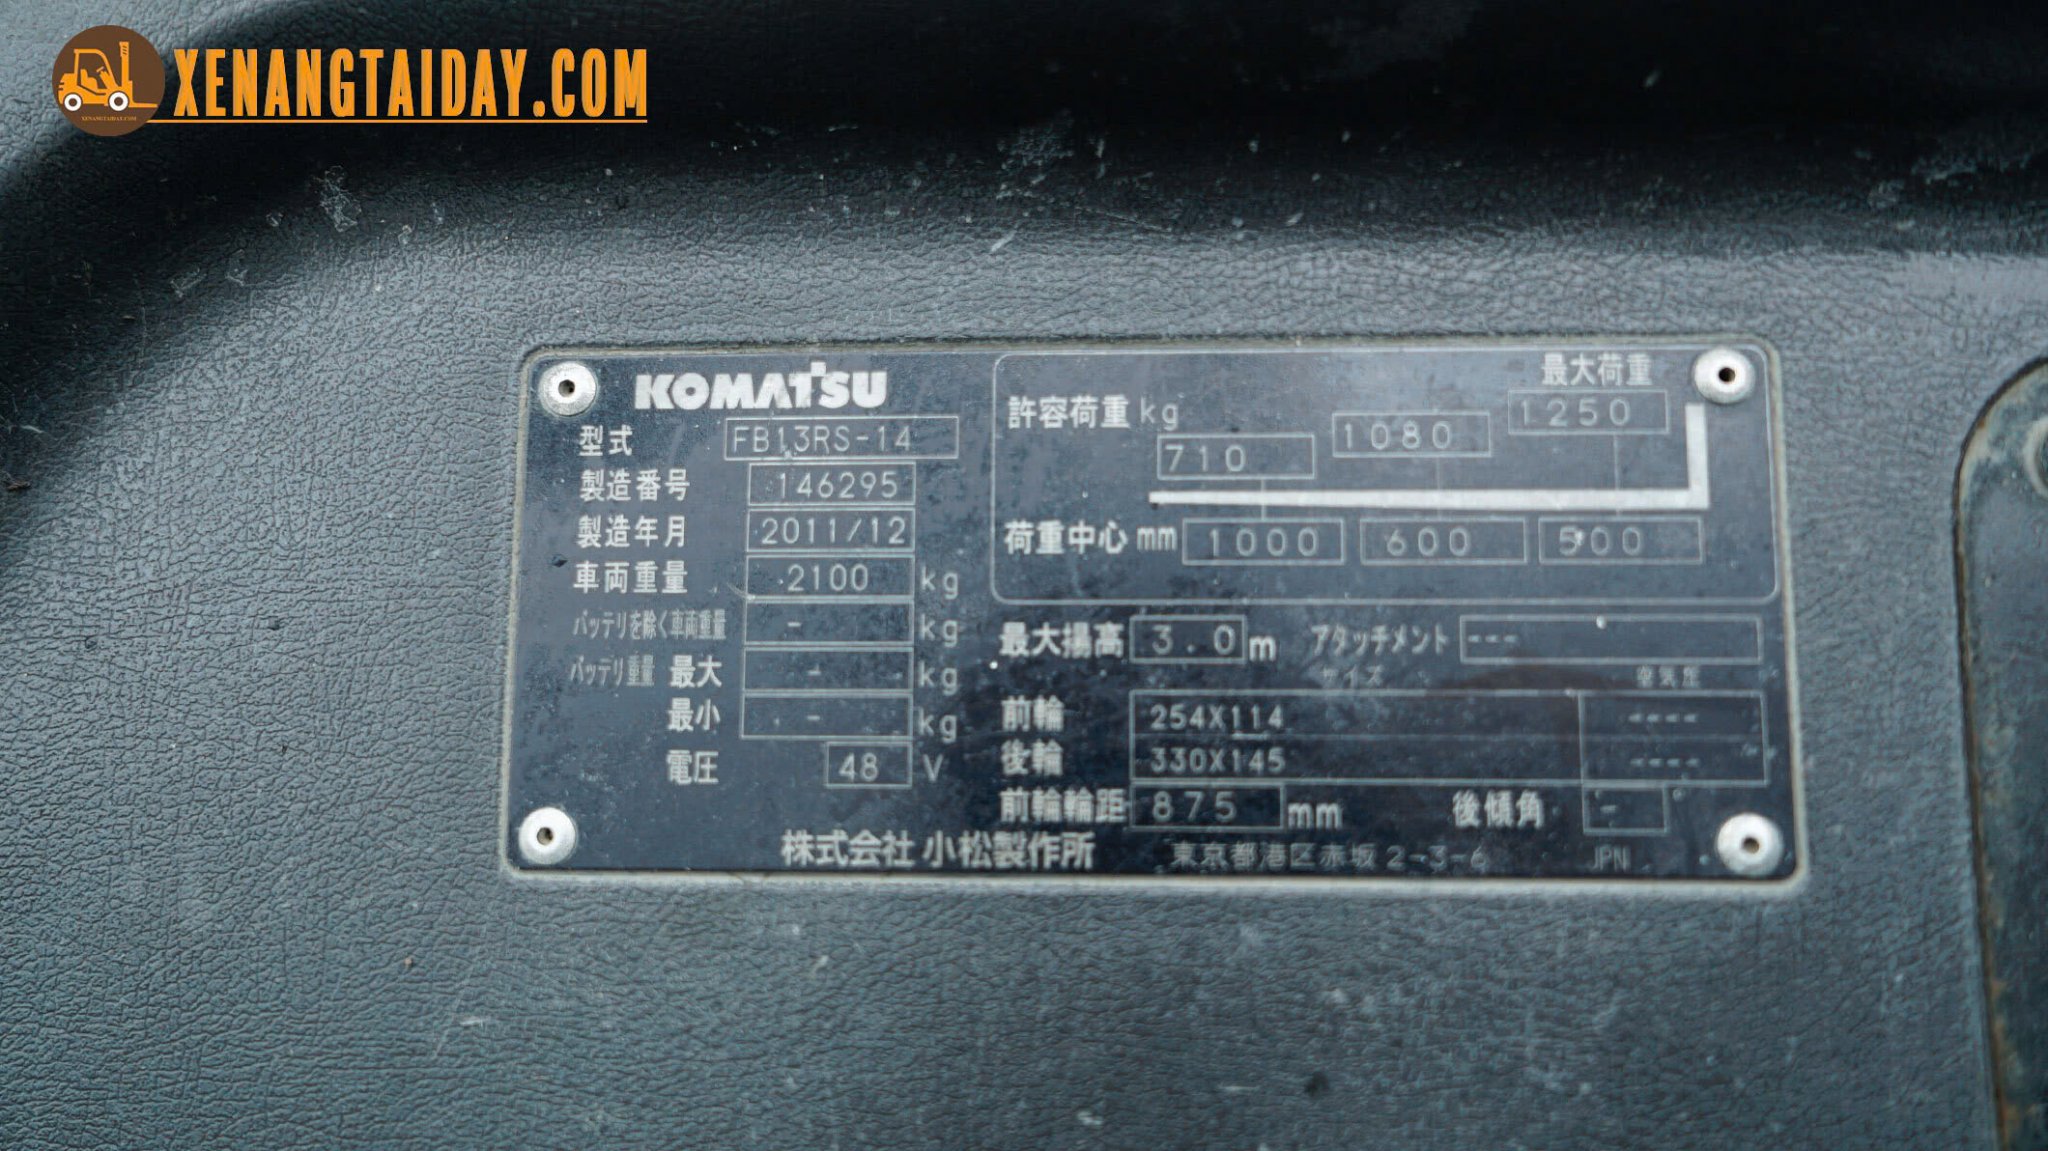 XENANGTAIDAY.COM
XENANGTAIDAY.COM
KOMATSU
型式 FB13RS-14
製造番号 146295
製造年月 2011/12
車両重量 2100 kg
バッテリを除く車両重量 - kg
バッテリ重量 最大 - kg
最小 - kg
電圧 48 V
最大荷重
許容荷重 kg 710 1080 1250
荷重中心 mm 1000 600 500
最大揚高 3.0 m アタッチメント ---
サイズ 空気圧
前輪 254X114 ----
後輪 330X145 ----
前輪輪距 875 mm 後傾角 -
株式会社 小松製作所 東京都港区赤坂 2-3-6 JPN